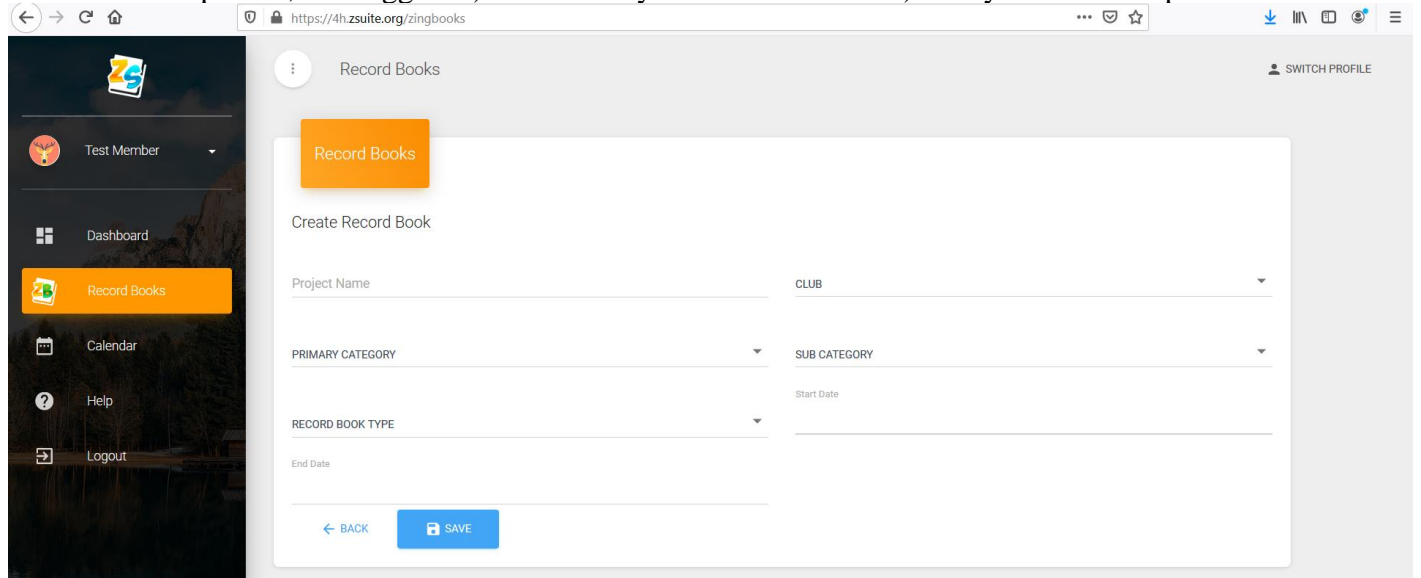 https://4h.zsuite.org/zingbooks
Record Books
SWITCH PROFILE
Test Member
Dashboard
Record Books
Calendar
Help
Logout
Record Books
Create Record Book
Project Name
CLUB
PRIMARY CATEGORY
SUB CATEGORY
RECORD BOOK TYPE
Start Date
End Date
BACK
SAVE